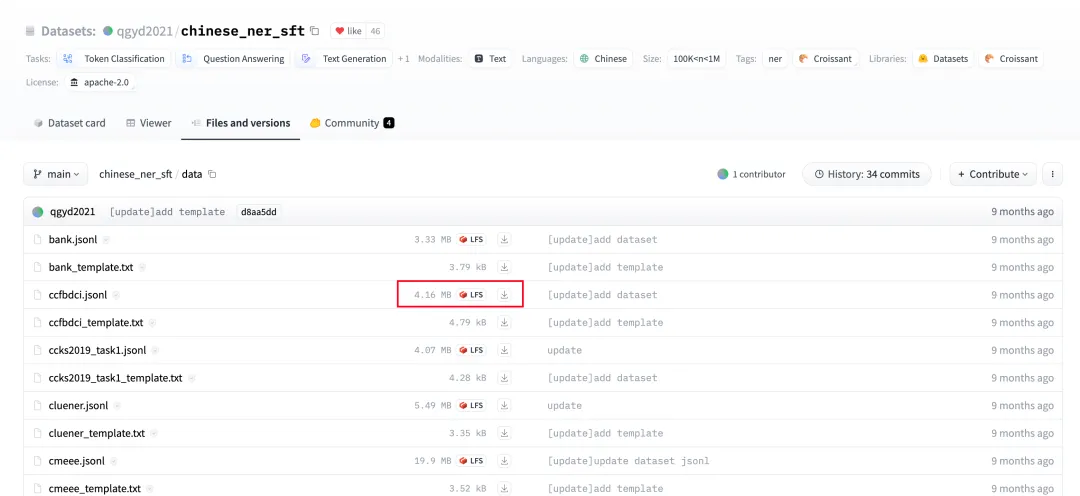 Datasets: qgyd2021/chinese_ner_sft like 46
Tasks: Token Classification Question Answering Text Generation + 1 Modalities: Text Languages: Chinese Size: 100K<n<1M Tags: ner Croissant Libraries: Datasets Croissant
License: apache-2.0
Dataset card Viewer Files and versions Community 4
main chinese_ner_sft / data 1 contributor History: 34 commits + Contribute
qgyd2021 [update]add template d8aa5dd 9 months ago
bank.jsonl 3.33 MB LFS [update]add dataset 9 months ago
bank_template.txt 3.79 kB [update]add template 9 months ago
ccfbdci.jsonl 4.16 MB LFS [update]add dataset 9 months ago
ccfbdci_template.txt 4.79 kB [update]add template 9 months ago
ccks2019_task1.jsonl 4.07 MB LFS update 9 months ago
ccks2019_task1_template.txt 4.28 kB [update]add dataset 9 months ago
cluener.jsonl 5.49 MB LFS update 9 months ago
cluener_template.txt 3.35 kB [update]add template 9 months ago
cmeee.jsonl 19.9 MB LFS [update]update dataset jsonl 9 months ago
cmeee_template.txt 3.52 kB [update]add template 9 months ago